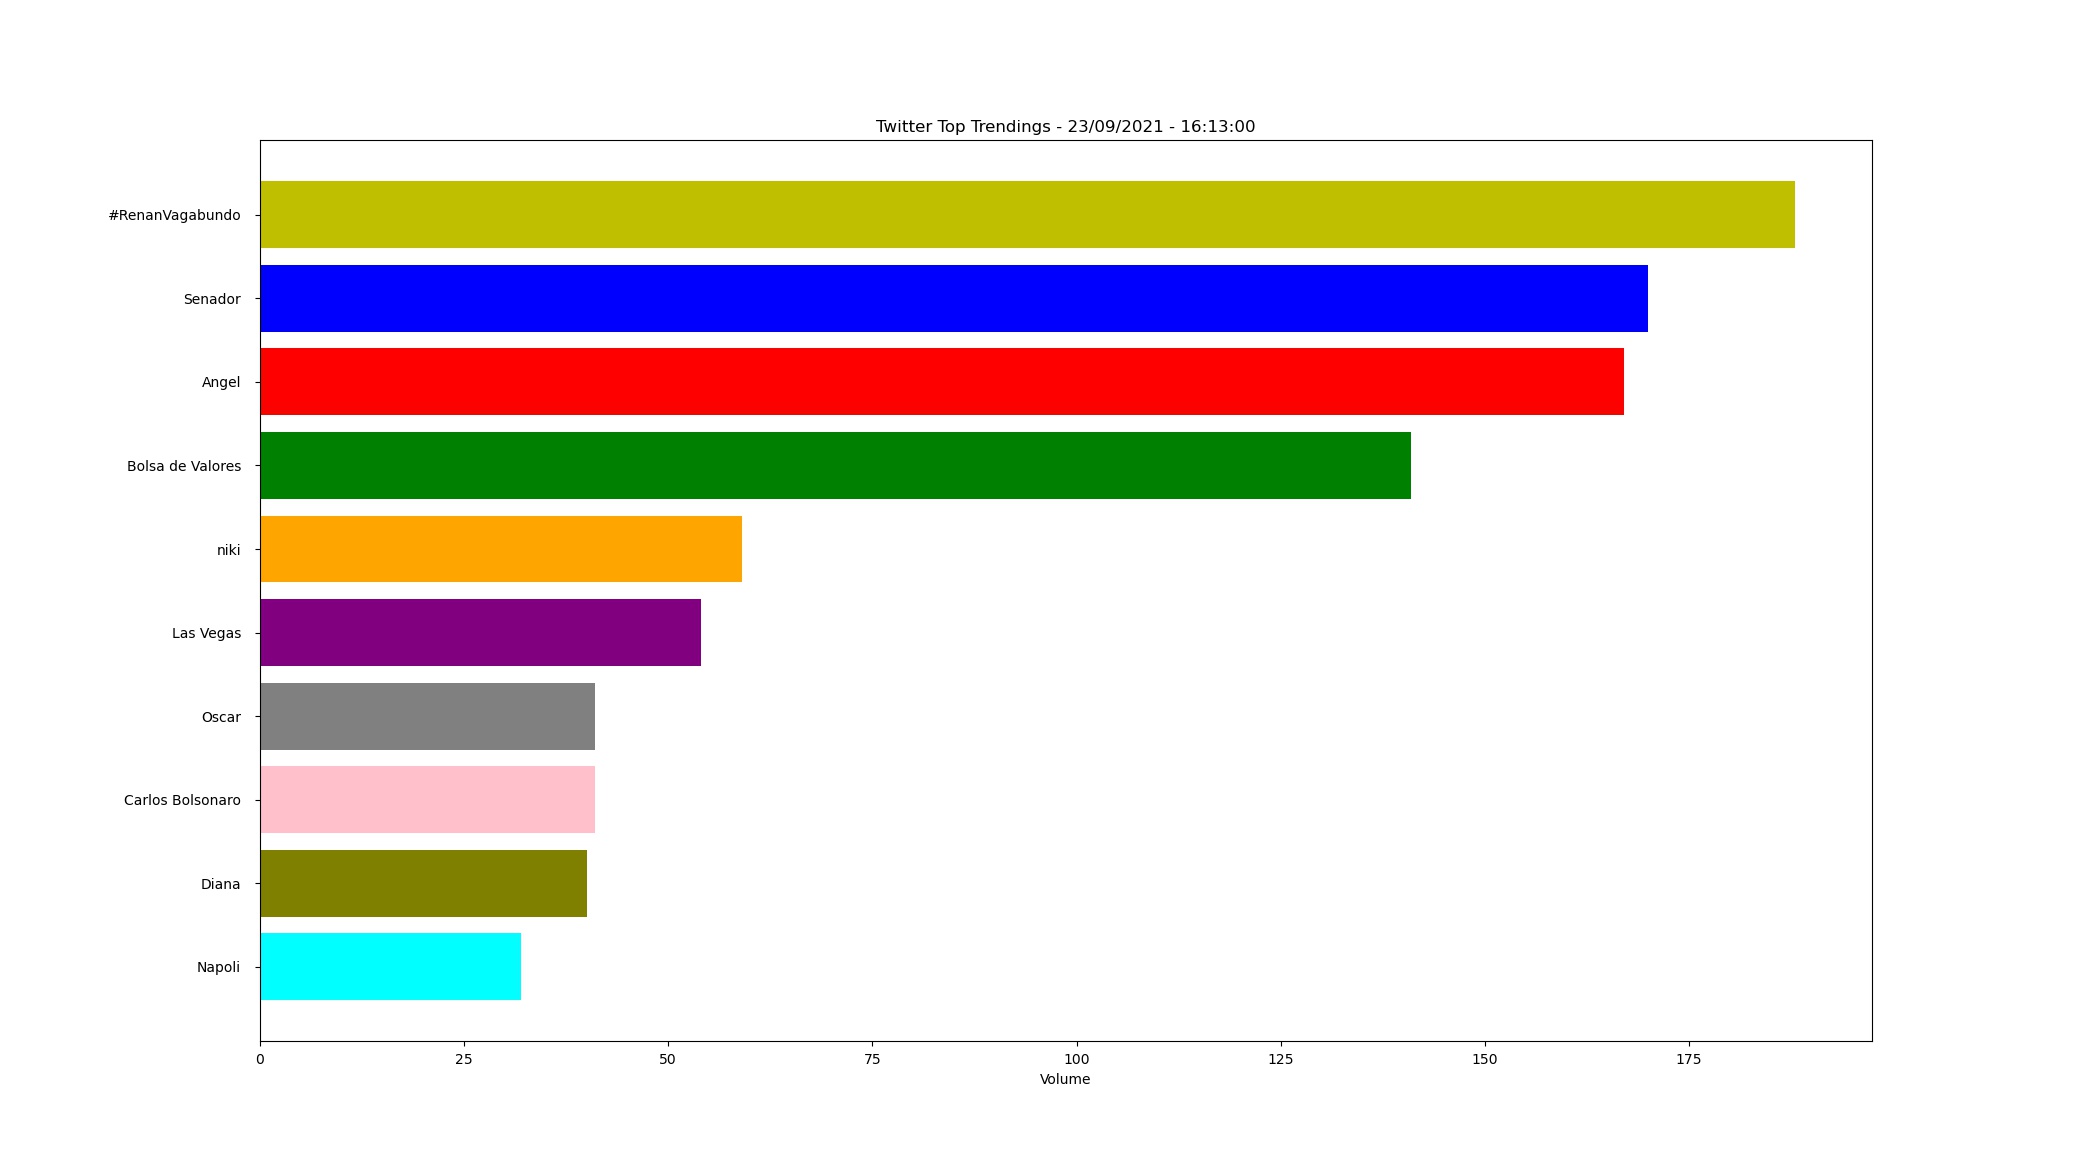 Twitter Top Trendings - 23/09/2021 - 16:13:00
#RenanVagabundo
Senador
Angel
Bolsa de Valores
niki
Las Vegas
Oscar
Carlos Bolsonaro
Diana
Napoli
0 25 50 75 100 125 150 175
Volume